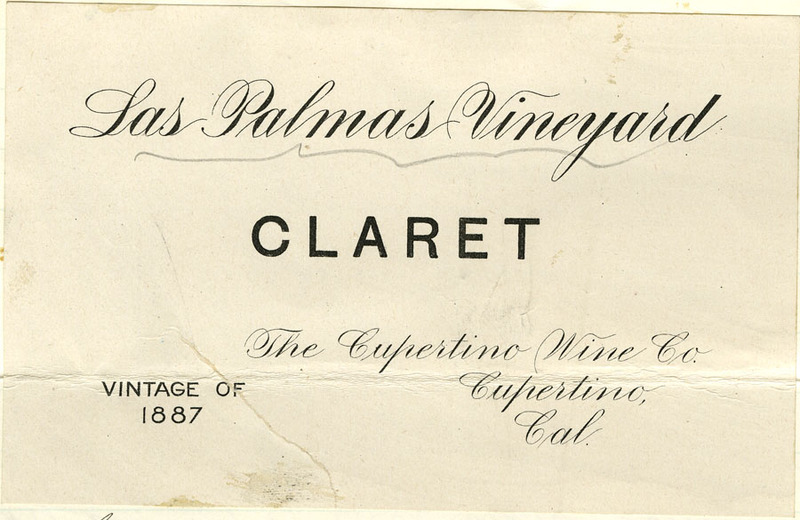 Las Palmas Vineyard
CLARET
The Cupertino Wine Co.
Cupertino,
Cal.
VINTAGE OF
1887